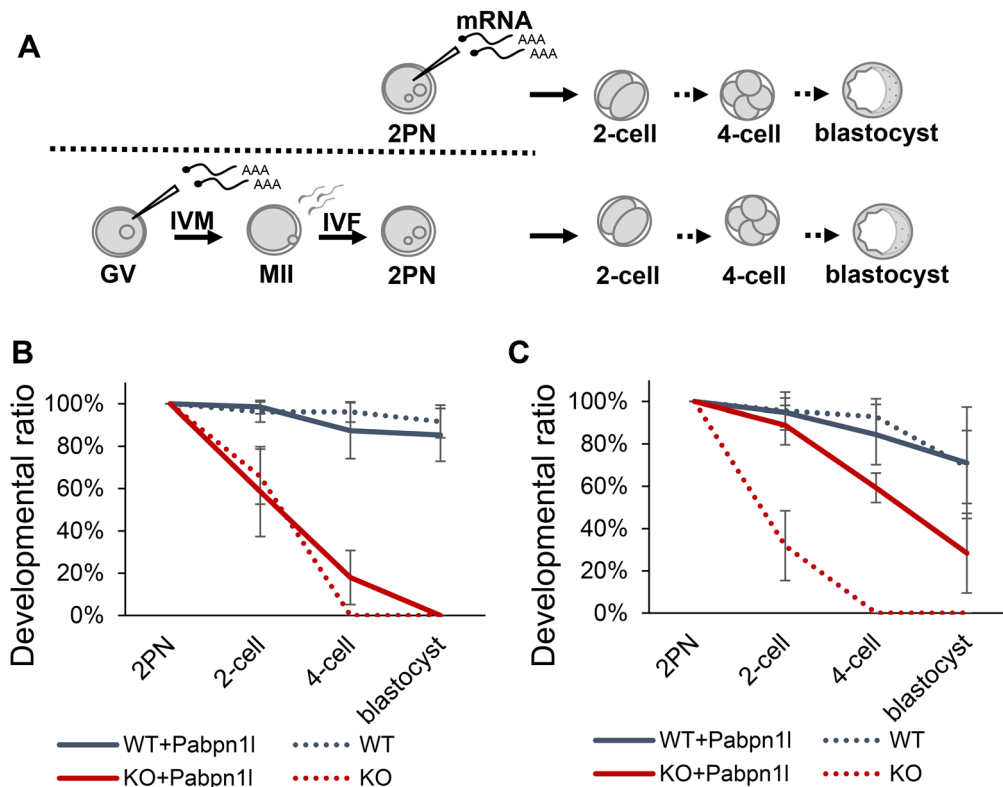 A
mRNA
AAA
AAA
2PN
2-cell
4-cell
blastocyst
AAA
AAA
IVM
IVF
GV
MII
2PN
2-cell
4-cell
blastocyst
B
Developmental ratio
100%
80%
60%
40%
20%
0%
2PN
2-cell
4-cell
blastocyst
WT+Pabpn1l
WT
KO+Pabpn1l
KO
C
Developmental ratio
100%
80%
60%
40%
20%
0%
2PN
2-cell
4-cell
blastocyst
WT+Pabpn1l
WT
KO+Pabpn1l
KO